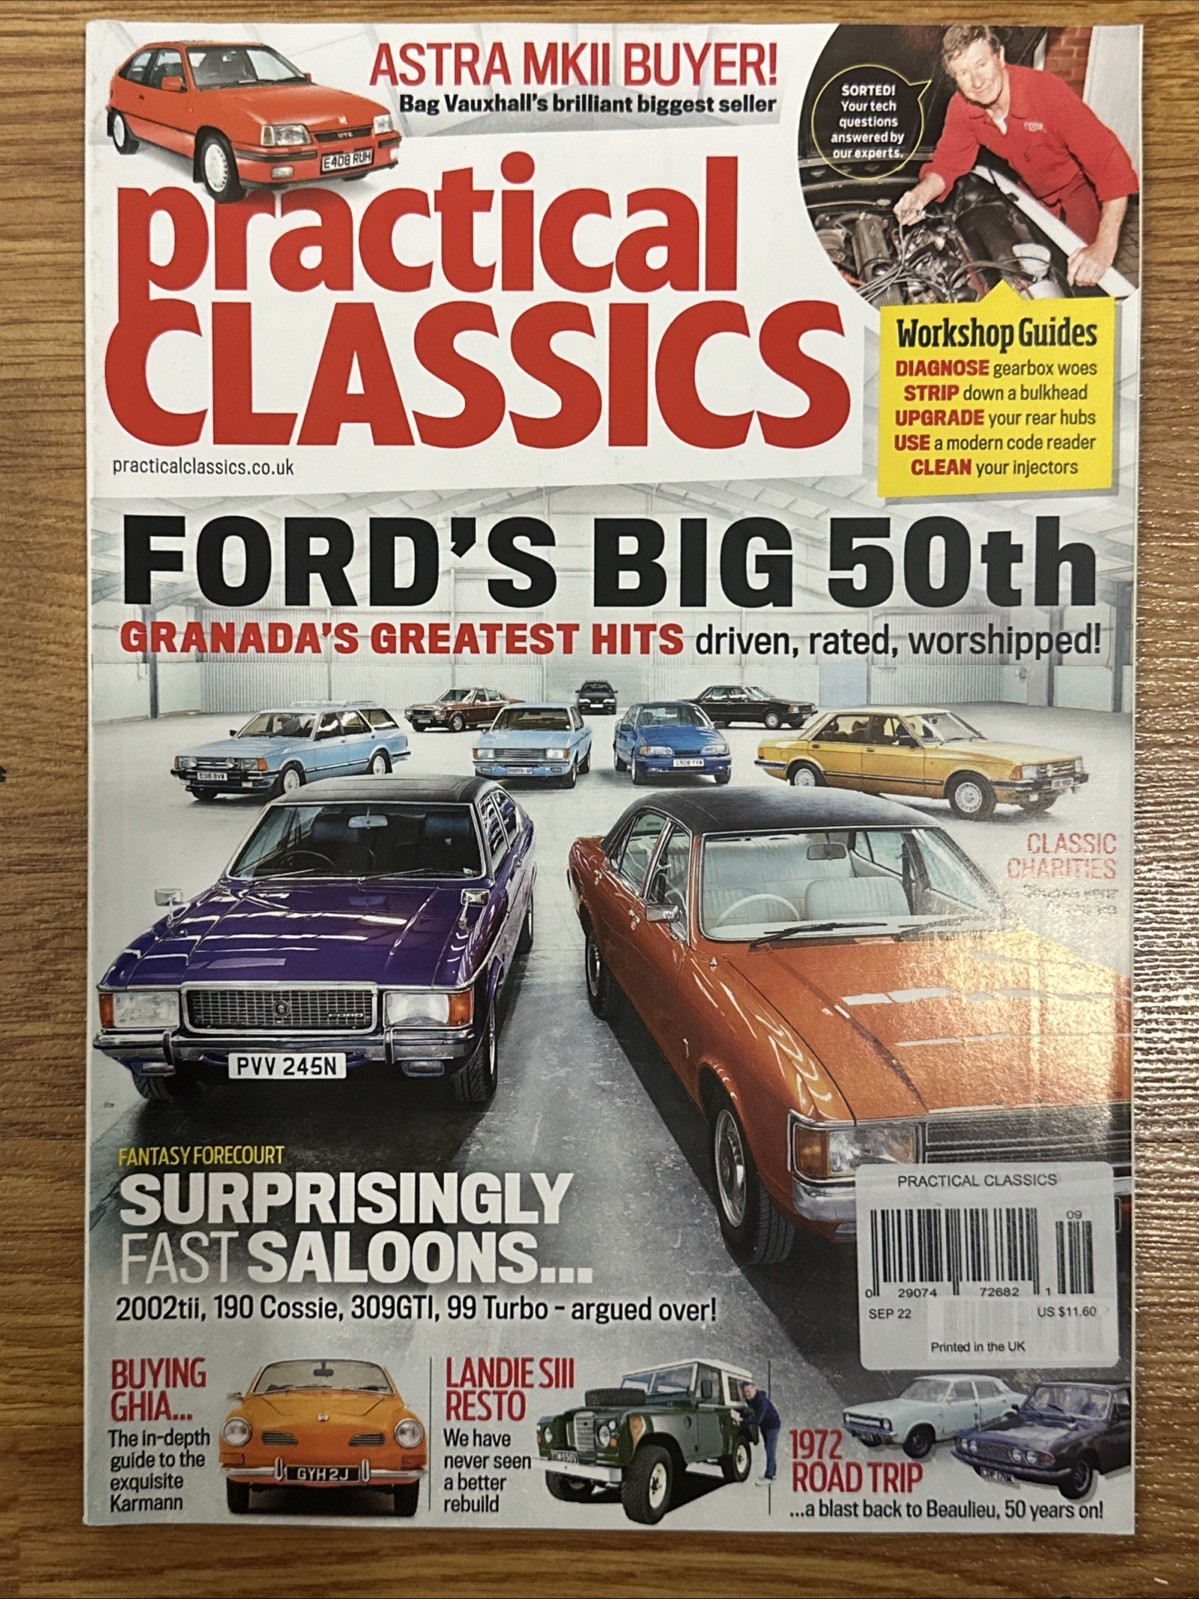 ASTRA MKII BUYER!
Bag Vauxhall's brilliant biggest seller
SORTED!
Your tech
questions
answered by
our experts.
GTE
E408 RUH
practical
CLASSICS
practicalclassics.co.uk
Workshop Guides
DIAGNOSE gearbox woes
STRIP down a bulkhead
UPGRADE your rear hubs
USE a modern code reader
CLEAN your injectors
FORD'S BIG 50th
GRANADA'S GREATEST HITS driven, rated, worshipped!
CLASSIC
CHARITIES
FORD
PVV 245N
FANTASY FORECOURT
SURPRISINGLY
FAST SALOONS...
2002tii, 190 Cossie, 309GTI, 99 Turbo - argued over!
PRACTICAL CLASSICS
09
0 29074 72682 1
SEP 22
US $11.60
Printed in the UK
BUYING
GHIA...
The in-depth
guide to the
exquisite
Karmann
GYH 2J
LANDIE SIII
RESTO
We have
never seen
a better
rebuild
1972
ROAD TRIP
...a blast back to Beaulieu, 50 years on!